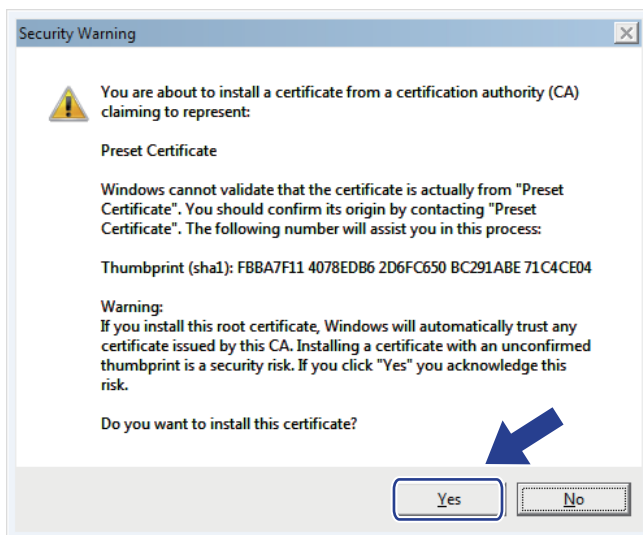 Security Warning
You are about to install a certificate from a certification authority (CA)
claiming to represent:
Preset Certificate
Windows cannot validate that the certificate is actually from "Preset
Certificate". You should confirm its origin by contacting "Preset
Certificate". The following number will assist you in this process:
Thumbprint (sha1): FBBA7F11 4078EDB6 2D6FC650 BC291ABE 71C4CE04
Warning:
If you install this root certificate, Windows will automatically trust any
certificate issued by this CA. Installing a certificate with an unconfirmed
thumbprint is a security risk. If you click "Yes" you acknowledge this
risk.
Do you want to install this certificate?
Yes No